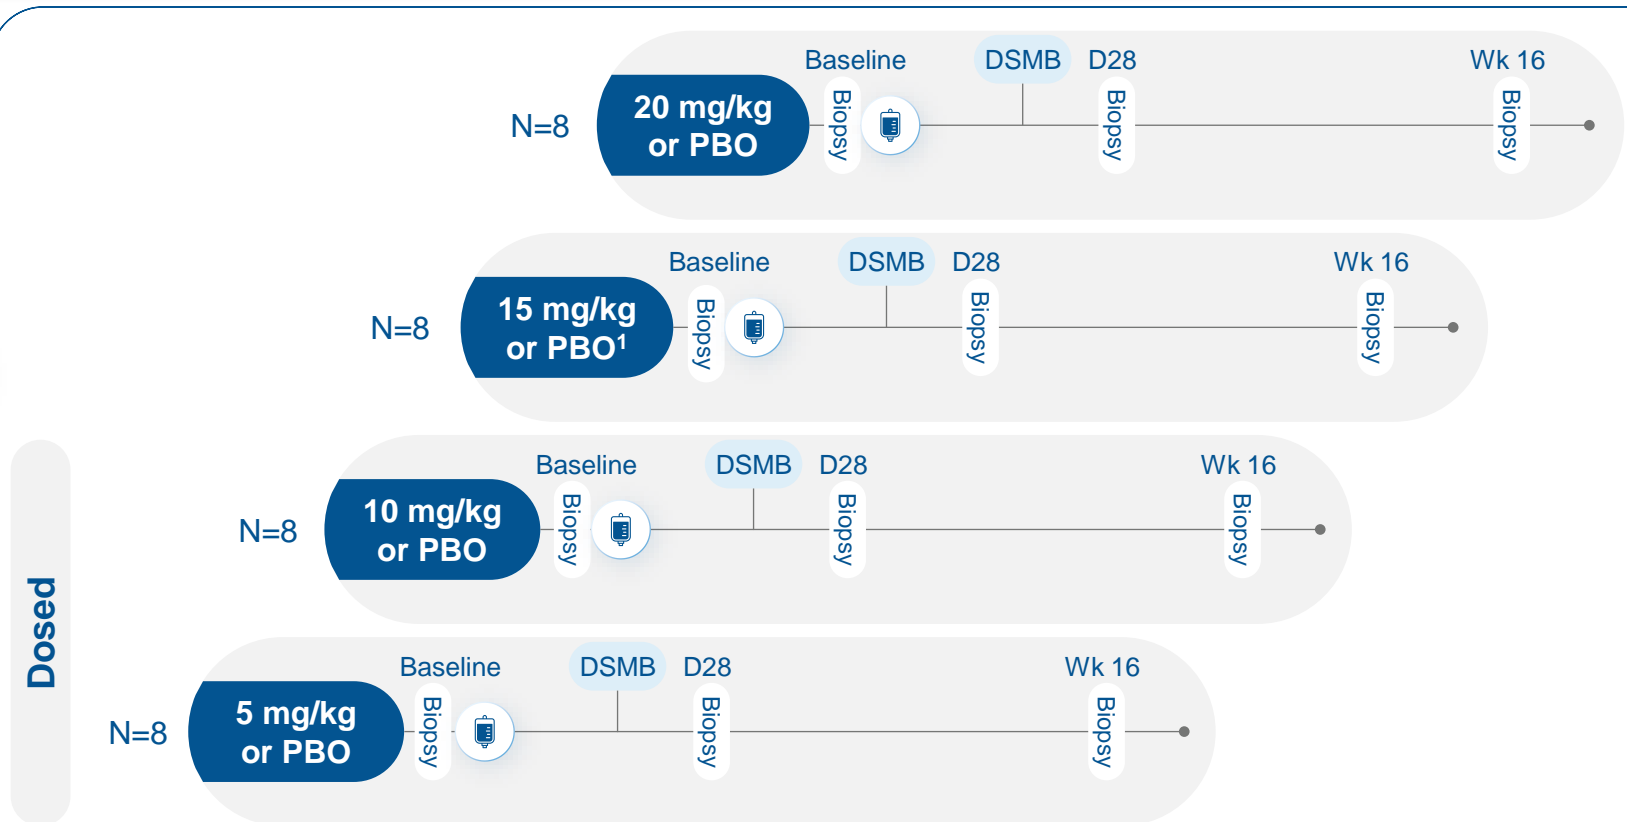 Baseline DSMB D28 Wk 16
N=8
20 mg/kg
or PBO
Biopsy Biopsy Biopsy
Baseline DSMB D28 Wk 16
N=8
15 mg/kg
or PBO¹
Biopsy Biopsy Biopsy
Baseline DSMB D28 Wk 16
N=8
10 mg/kg
or PBO
Biopsy Biopsy Biopsy
Dosed
Baseline DSMB D28 Wk 16
N=8
5 mg/kg
or PBO
Biopsy Biopsy Biopsy